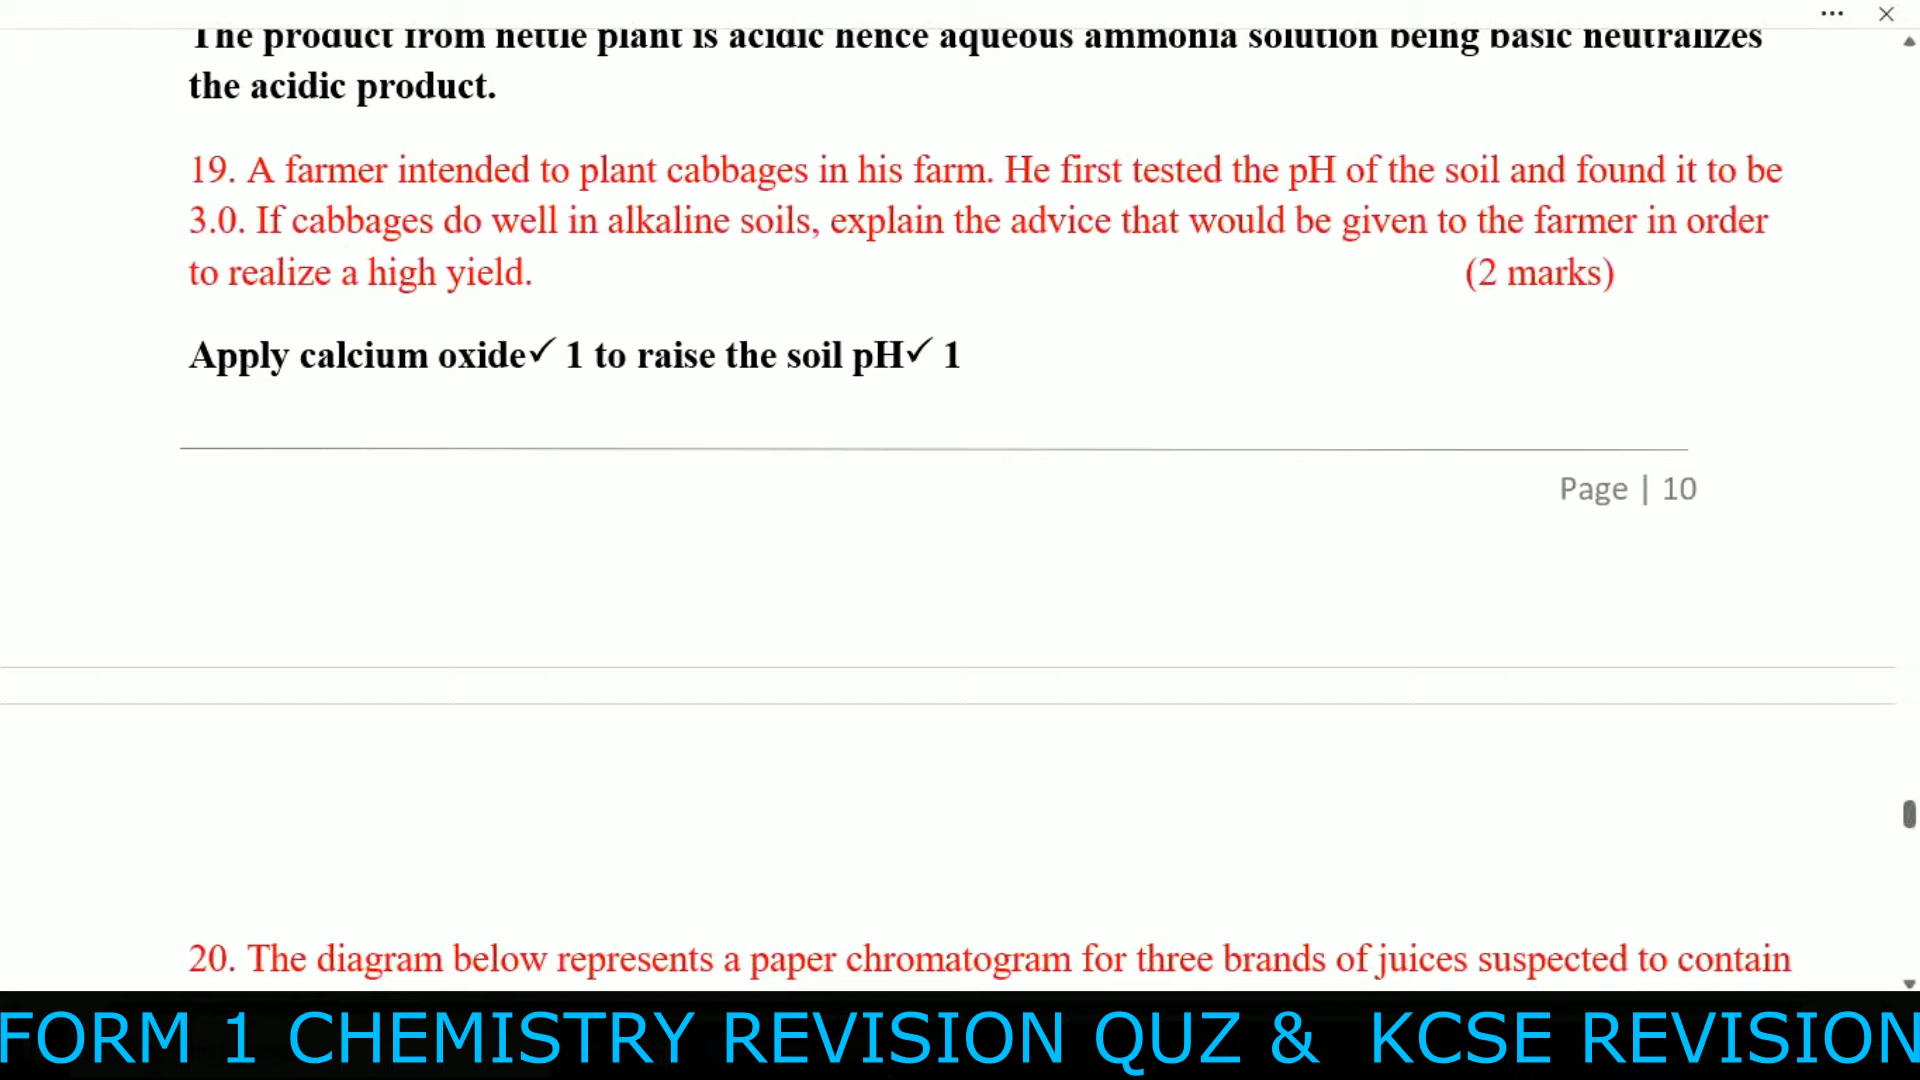 The product from nettle plant is acidic hence aqueous ammonia solution being basic neutralizes
the acidic product.
19. A farmer intended to plant cabbages in his farm. He first tested the pH of the soil and found it to be
3.0. If cabbages do well in alkaline soils, explain the advice that would be given to the farmer in order
to realize a high yield. (2 marks)
Apply calcium oxide✓ 1 to raise the soil pH✓ 1
Page | 10
20. The diagram below represents a paper chromatogram for three brands of juices suspected to contain
FORM 1 CHEMISTRY REVISION QUZ & KCSE REVISION